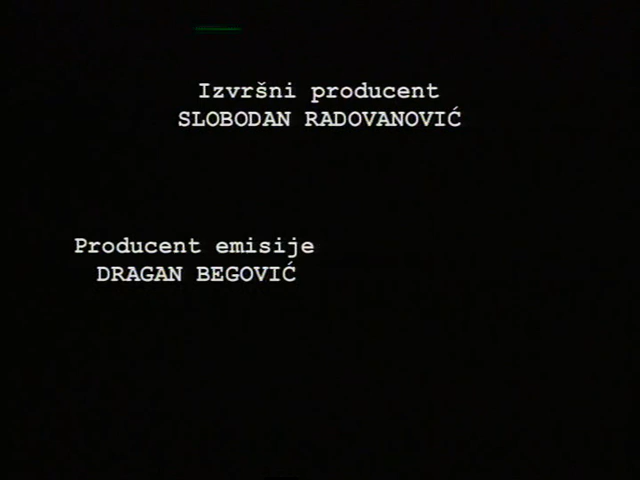 Izvršni producent
SLOBODAN RADOVANOVIĆ
Producent emisije
DRAGAN BEGOVIĆ